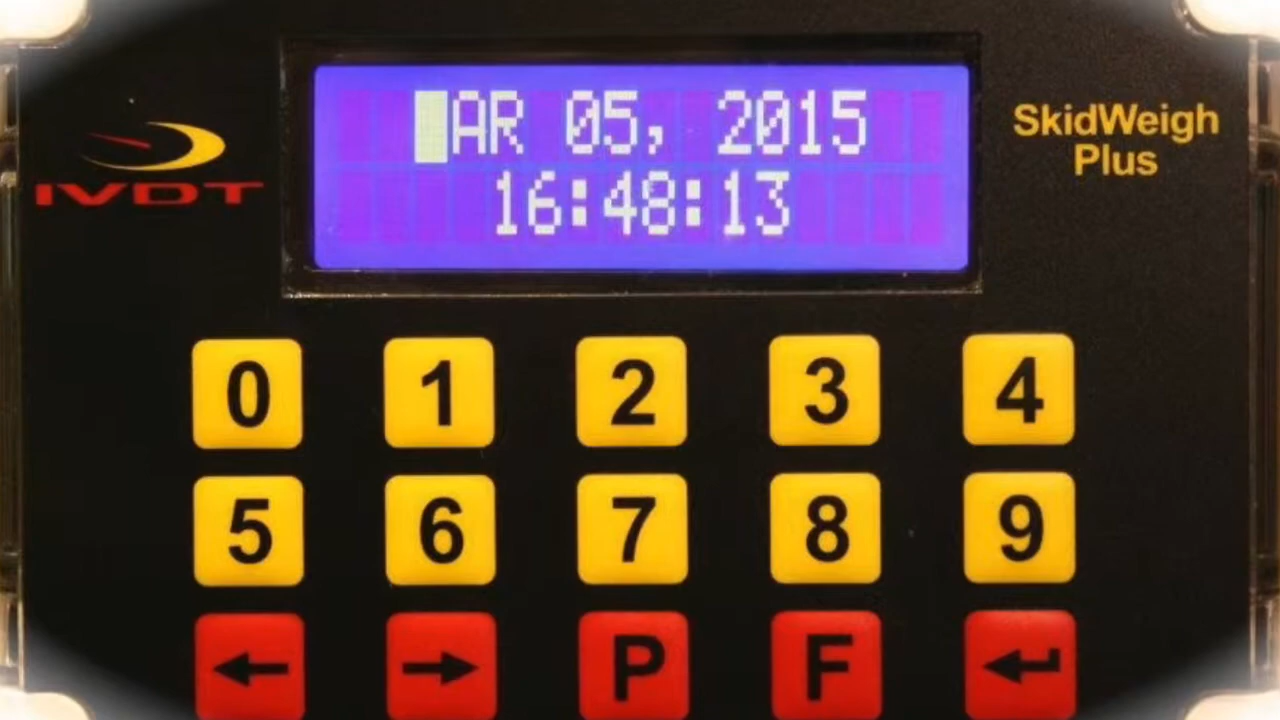 █AR 05, 2015
16:48:13
IVDT
SkidWeigh
Plus
0 1 2 3 4
5 6 7 8 9
← → P F ↵